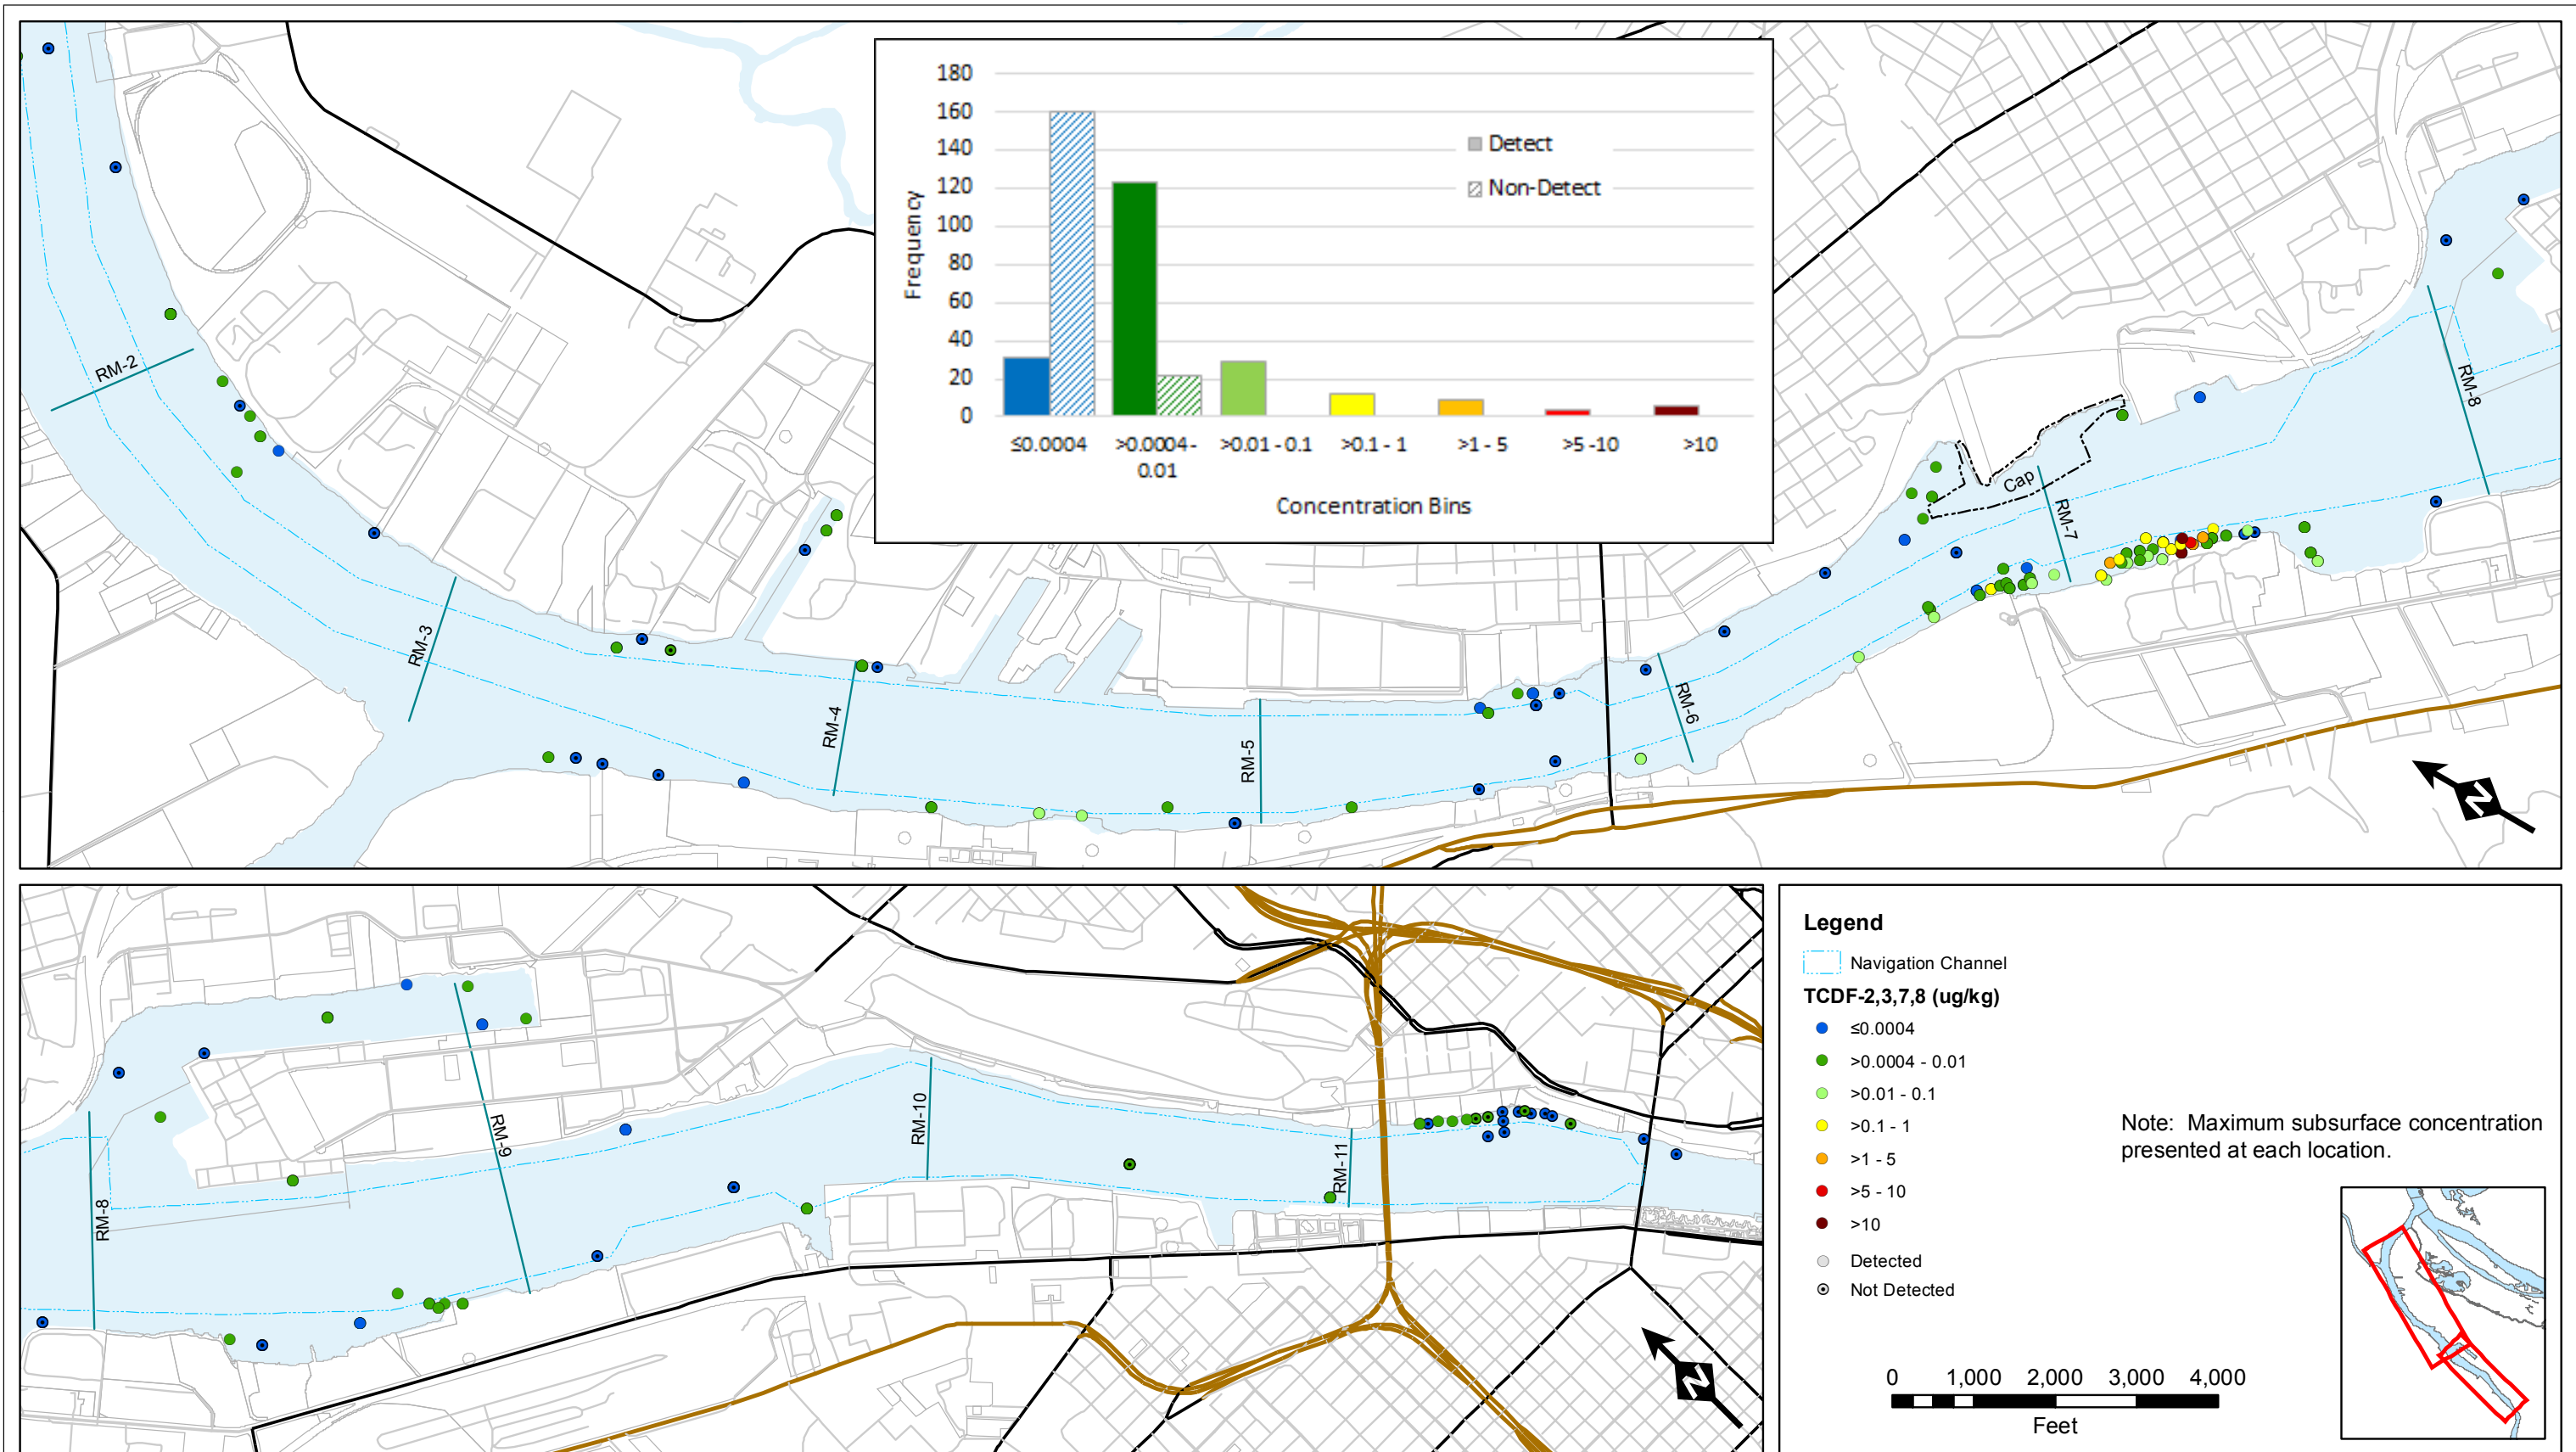 180
160
140
120
100
80
60
40
20
0
Frequency
Detect
Non-Detect
≤0.0004
>0.0004-
0.01
>0.01 - 0.1
>0.1 - 1
>1 - 5
>5 -10
>10
Concentration Bins
RM-2
RM-3
RM-4
RM-5
RM-6
Cap
RM-7
RM-8
N
RM-8
RM-9
RM-10
RM-11
N
Legend
Navigation Channel
TCDF-2,3,7,8 (ug/kg)
≤0.0004
>0.0004 - 0.01
>0.01 - 0.1
>0.1 - 1
>1 - 5
>5 - 10
>10
Detected
Not Detected
Note: Maximum subsurface concentration
presented at each location.
0 1,000 2,000 3,000 4,000
Feet